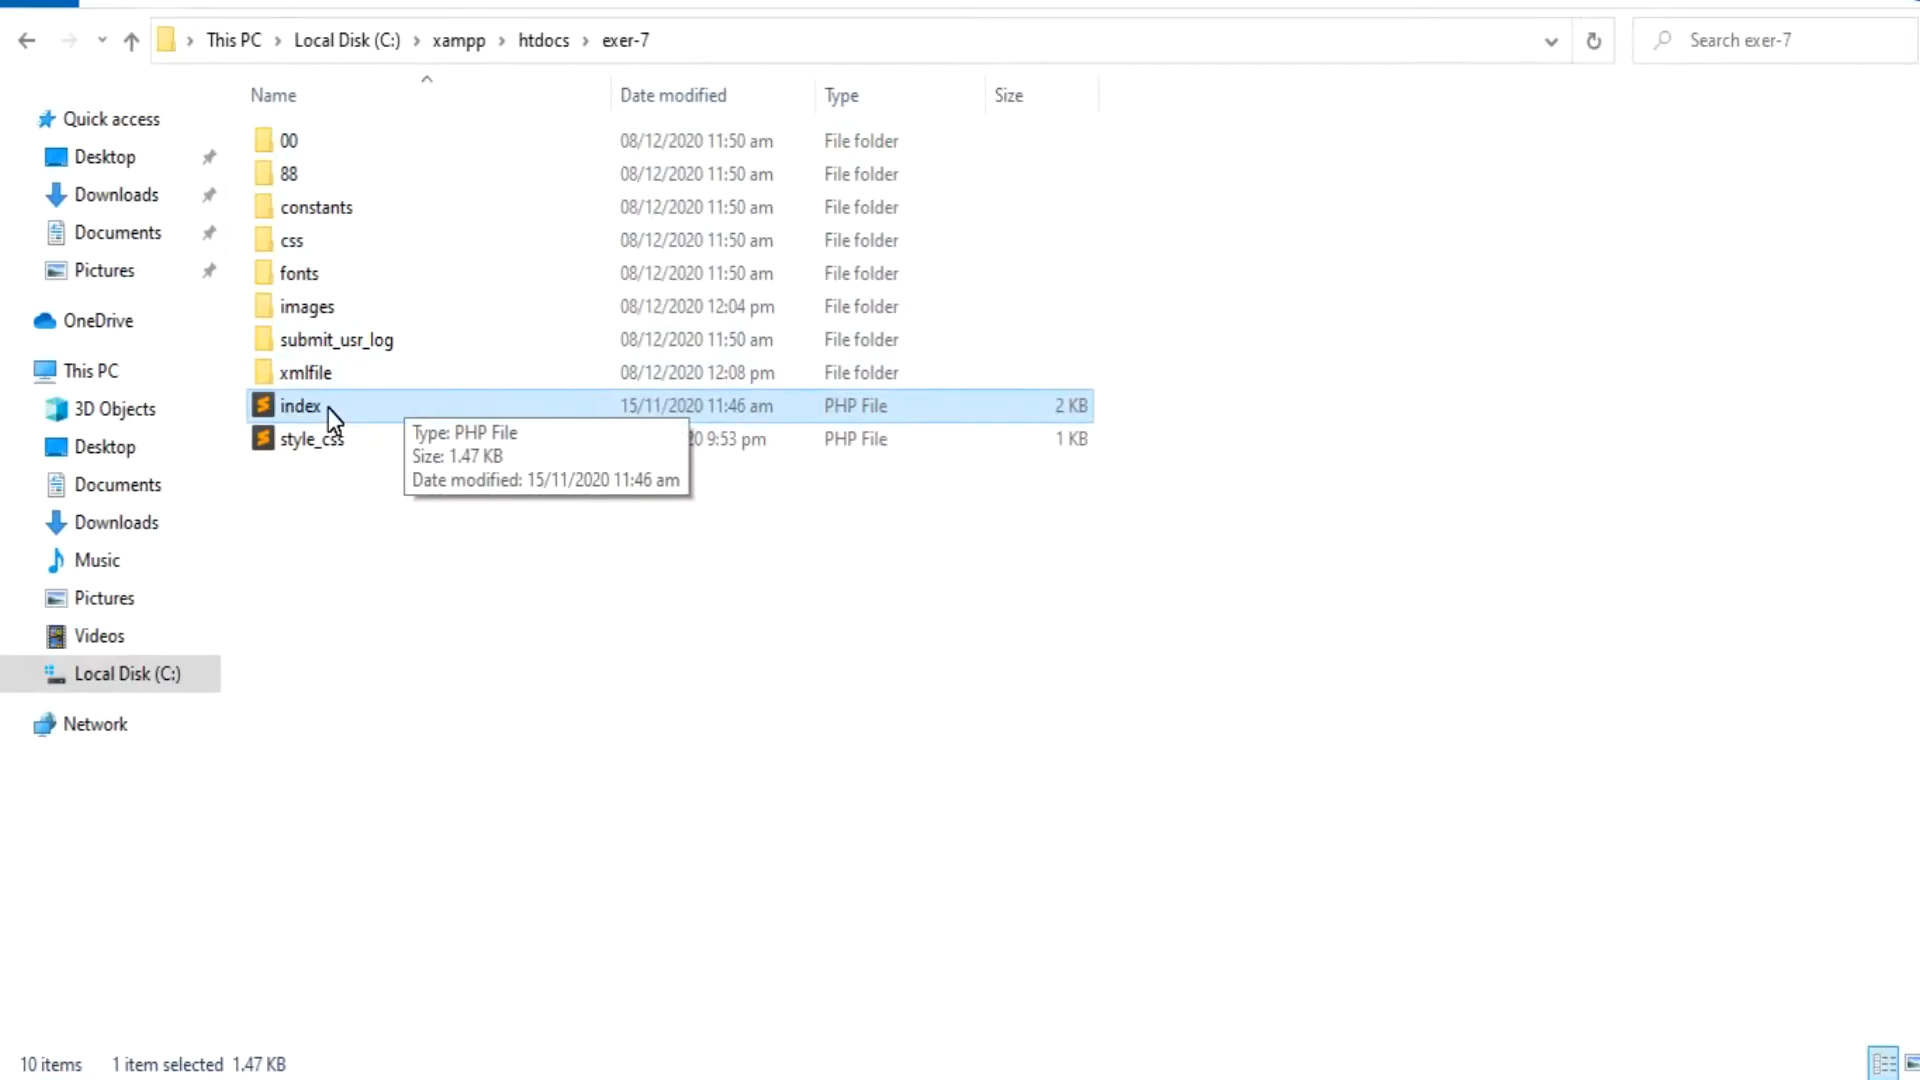 This PC > Local Disk (C:) > xampp > htdocs > exer-7
Search exer-7
Name Date modified Type Size
Quick access
Desktop
Downloads
Documents
Pictures
OneDrive
This PC
3D Objects
Desktop
Documents
Downloads
Music
Pictures
Videos
Local Disk (C:)
Network
00 08/12/2020 11:50 am File folder
88 08/12/2020 11:50 am File folder
constants 08/12/2020 11:50 am File folder
css 08/12/2020 11:50 am File folder
fonts 08/12/2020 11:50 am File folder
images 08/12/2020 12:04 pm File folder
submit_usr_log 08/12/2020 11:50 am File folder
xmlfile 08/12/2020 12:08 pm File folder
index 15/11/2020 11:46 am PHP File 2 KB
style_css 20 9:53 pm PHP File 1 KB
Type: PHP File
Size: 1.47 KB
Date modified: 15/11/2020 11:46 am
10 items 1 item selected 1.47 KB